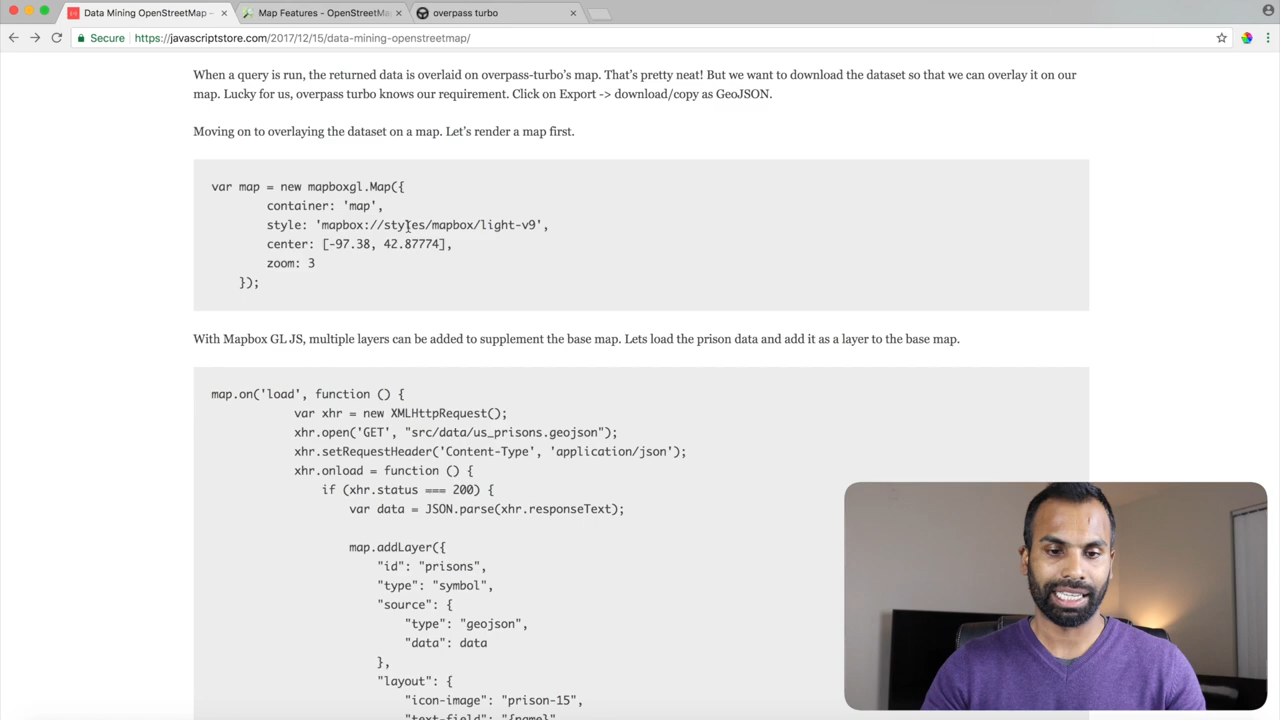 Data Mining OpenStreetMap -
Map Features - OpenStreetMap
overpass turbo
Secure
https://javascriptstore.com/2017/12/15/data-mining-openstreetmap/
When a query is run, the returned data is overlaid on overpass-turbo’s map. That’s pretty neat! But we want to download the dataset so that we can overlay it on our
map. Lucky for us, overpass turbo knows our requirement. Click on Export -> download/copy as GeoJSON.
Moving on to overlaying the dataset on a map. Let’s render a map first.
var map = new mapboxgl.Map({
container: 'map',
style: 'mapbox://styles/mapbox/light-v9',
center: [-97.38, 42.87774],
zoom: 3
});
With Mapbox GL JS, multiple layers can be added to supplement the base map. Lets load the prison data and add it as a layer to the base map.
map.on('load', function () {
var xhr = new XMLHttpRequest();
xhr.open('GET', "src/data/us_prisons.geojson");
xhr.setRequestHeader('Content-Type', 'application/json');
xhr.onload = function () {
if (xhr.status === 200) {
var data = JSON.parse(xhr.responseText);
map.addLayer({
"id": "prisons",
"type": "symbol",
"source": {
"type": "geojson",
"data": data
},
"layout": {
"icon-image": "prison-15",
"text-field": "{name}"